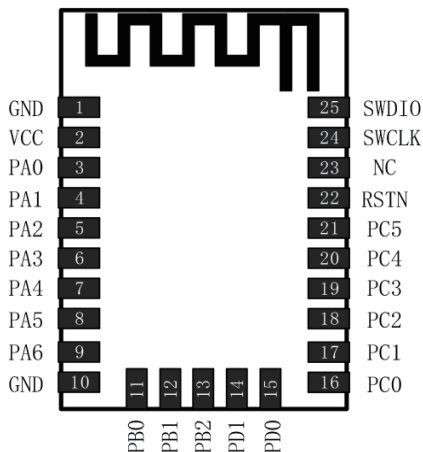 GND 1 25 SWDIO
VCC 2 24 SWCLK
PA0 3 23 NC
PA1 4 22 RSTN
PA2 5 21 PC5
PA3 6 20 PC4
PA4 7 19 PC3
PA5 8 18 PC2
PA6 9 17 PC1
GND 10 16 PC0
11 12 13 14 15
PB0 PB1 PB2 PD1 PD0